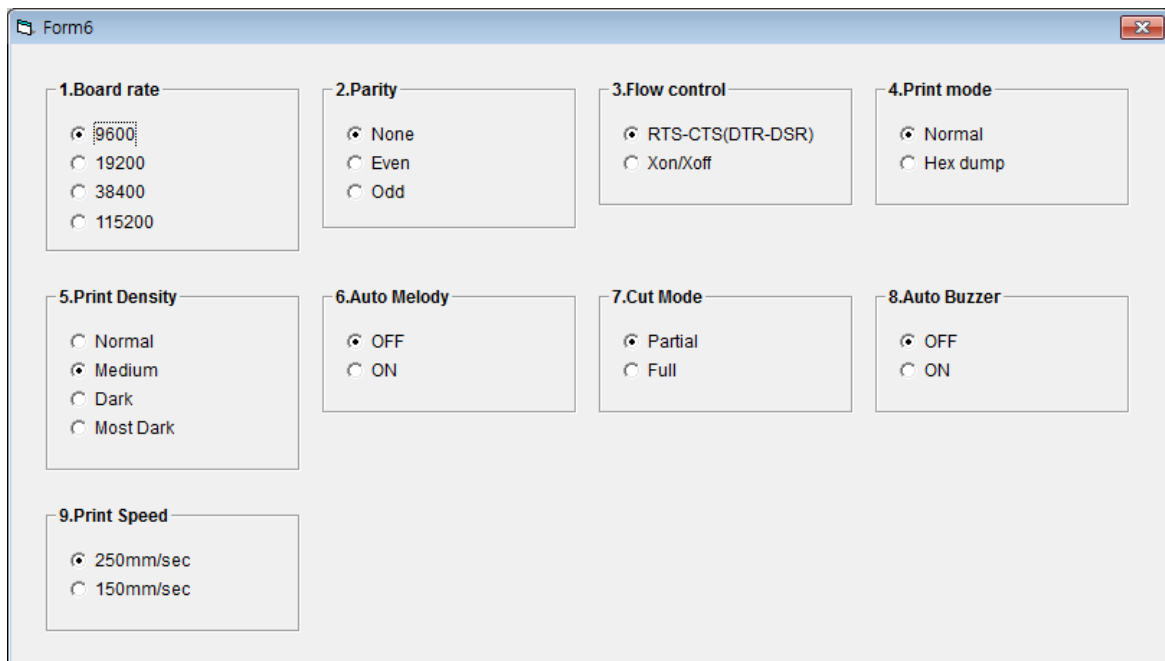 Form6
1.Board rate
9600
19200
38400
115200
2.Parity
None
Even
Odd
3.Flow control
RTS-CTS(DTR-DSR)
Xon/Xoff
4.Print mode
Normal
Hex dump
5.Print Density
Normal
Medium
Dark
Most Dark
6.Auto Melody
OFF
ON
7.Cut Mode
Partial
Full
8.Auto Buzzer
OFF
ON
9.Print Speed
250mm/sec
150mm/sec